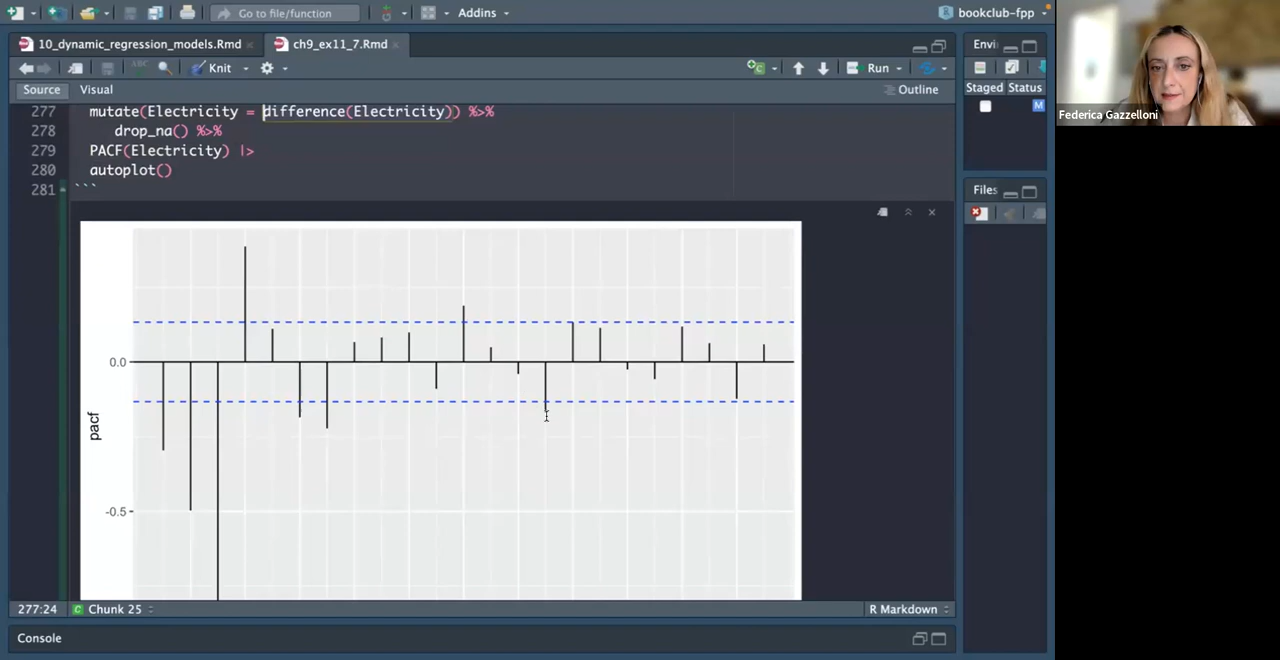 Go to file/function
Addins
bookclub-fpp
10_dynamic_regression_models.Rmd
ch9_ex11_7.Rmd
Envi
ABC
Knit
Run
Source
Visual
Outline
Staged
Status
M
Federica Gazzelloni
277 mutate(Electricity = difference(Electricity)) %>%
278 drop_na() %>%
279 PACF(Electricity) |>
280 autoplot()
281 ```
Files
0.0
-0.5
pacf
277:24
C Chunk 25
R Markdown
Console